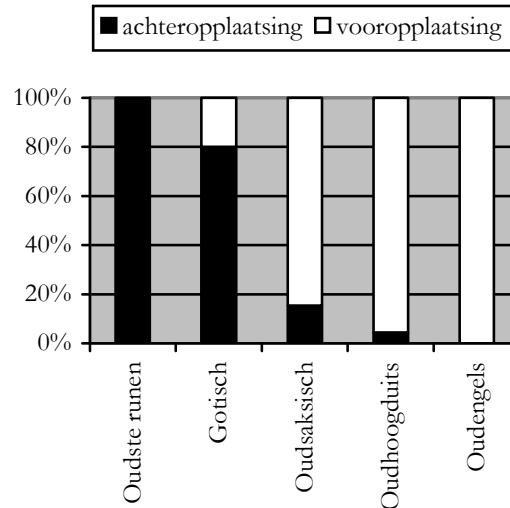 achteropplaatsing vooropplaatsing
100%
80%
60%
40%
20%
0%
Oudste runen
Gotisch
Oudsaksisch
Oudhoogduits
Oudengels